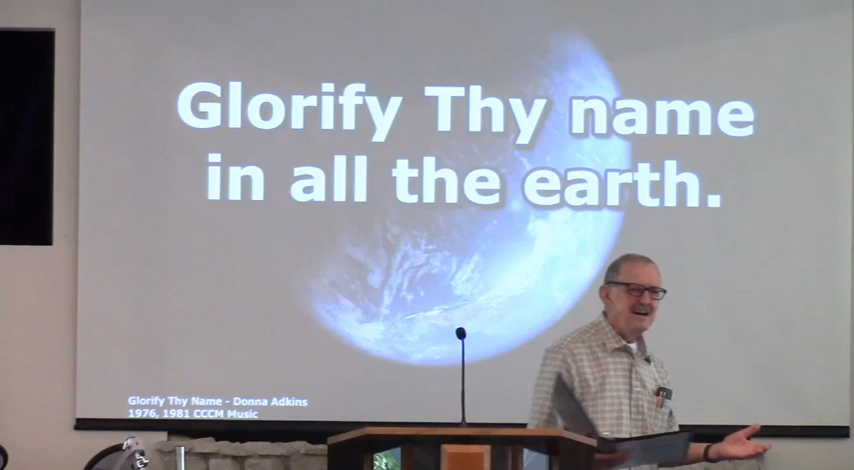 Glorify Thy name
in all the earth.
Glorify Thy Name - Donna Adkins
1976, 1981 CCCM Music